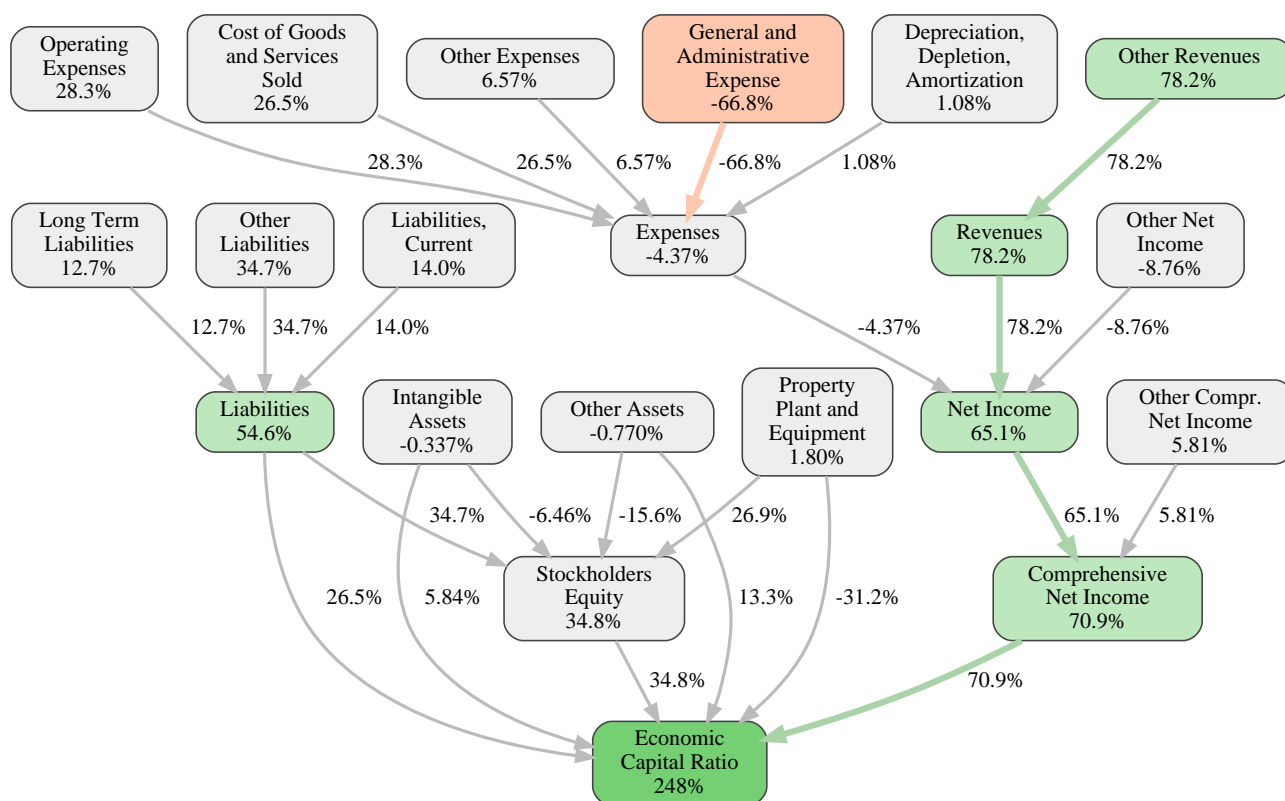 Operating
Expenses
28.3%
Cost of Goods
and Services
Sold
26.5%
Other Expenses
6.57%
General and
Administrative
Expense
-66.8%
Depreciation,
Depletion,
Amortization
1.08%
Other Revenues
78.2%
28.3%
26.5%
6.57%
-66.8%
1.08%
78.2%
Long Term
Liabilities
12.7%
Other
Liabilities
34.7%
Liabilities,
Current
14.0%
Expenses
-4.37%
Revenues
78.2%
Other Net
Income
-8.76%
12.7%
34.7%
14.0%
-4.37%
78.2%
-8.76%
Liabilities
54.6%
Intangible
Assets
-0.337%
Other Assets
-0.770%
Property
Plant and
Equipment
1.80%
Net Income
65.1%
Other Compr.
Net Income
5.81%
34.7%
-6.46%
-15.6%
26.9%
65.1%
5.81%
26.5%
5.84%
Stockholders
Equity
34.8%
13.3%
-31.2%
Comprehensive
Net Income
70.9%
34.8%
70.9%
Economic
Capital Ratio
248%